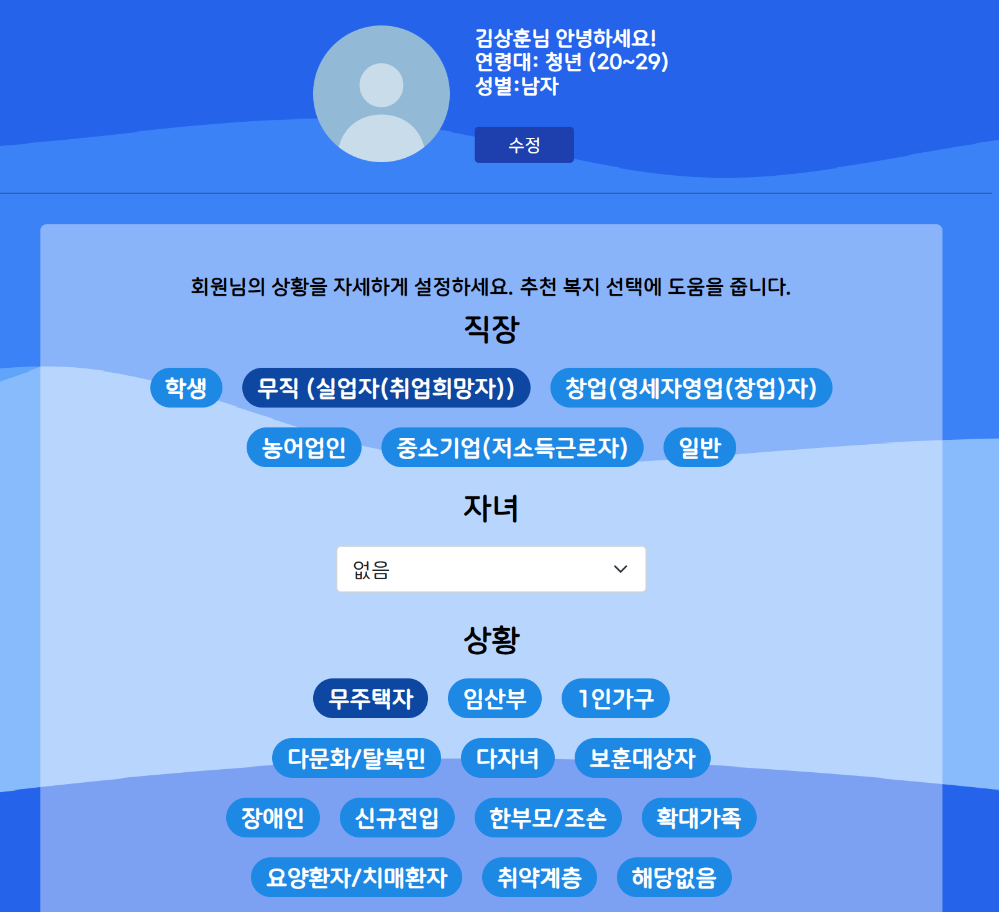 김상훈님 안녕하세요!
연령대: 청년 (20~29)
성별:남자
수정
회원님의 상황을 자세하게 설정하세요. 추천 복지 선택에 도움을 줍니다.
직장
학생 무직 (실업자(취업희망자)) 창업(영세자영업(창업)자)
농어업인 중소기업(저소득근로자) 일반
자녀
없음
상황
무주택자 임산부 1인가구
다문화/탈북민 다자녀 보훈대상자
장애인 신규전입 한부모/조손 확대가족
요양환자/치매환자 취약계층 해당없음